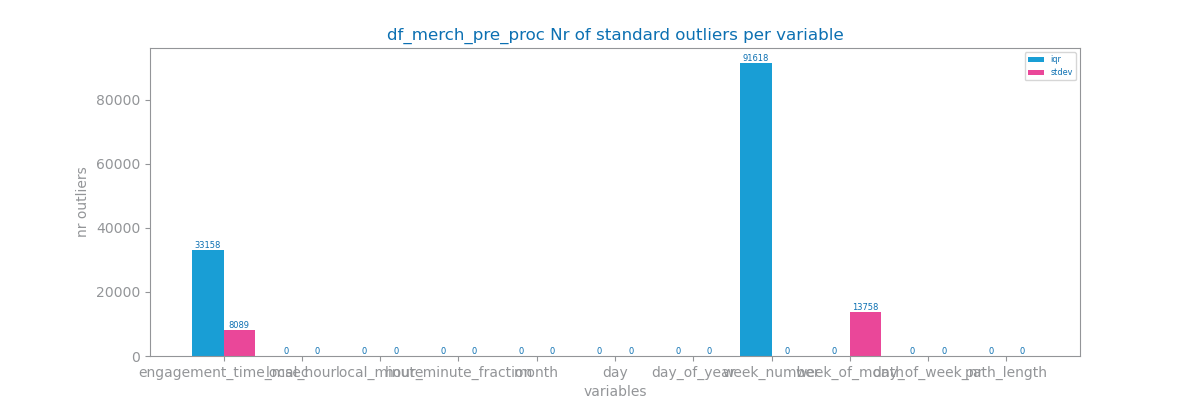 df_merch_pre_proc Nr of standard outliers per variable
iqr
stdev
nr outliers
80000
60000
40000
20000
0
33158
8089
0
0
0
0
0
0
0
0
0
0
0
0
91618
0
0
13758
0
0
0
0
engagement_time_msec
local_hour
local_minute
hour_minute_fraction
month
day
day_of_year
week_number
week_of_month
day_of_week_nr
path_length
variables